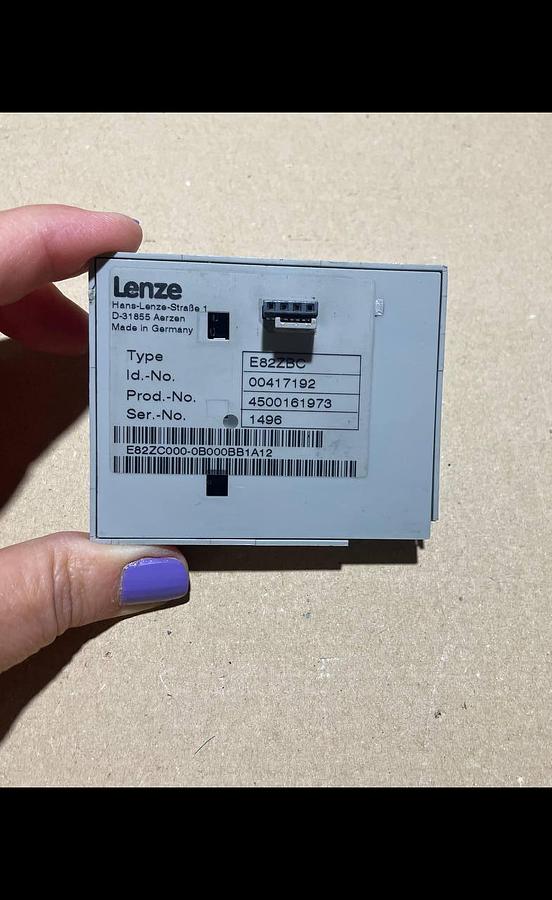 Lenze
Hans-Lenze-Straße 1
D-31855 Aerzen
Made in Germany
Type E82ZBC
Id.-No. 00417192
Prod.-No. 4500161973
Ser.-No. 1496
E82ZC000-0B000BB1A12